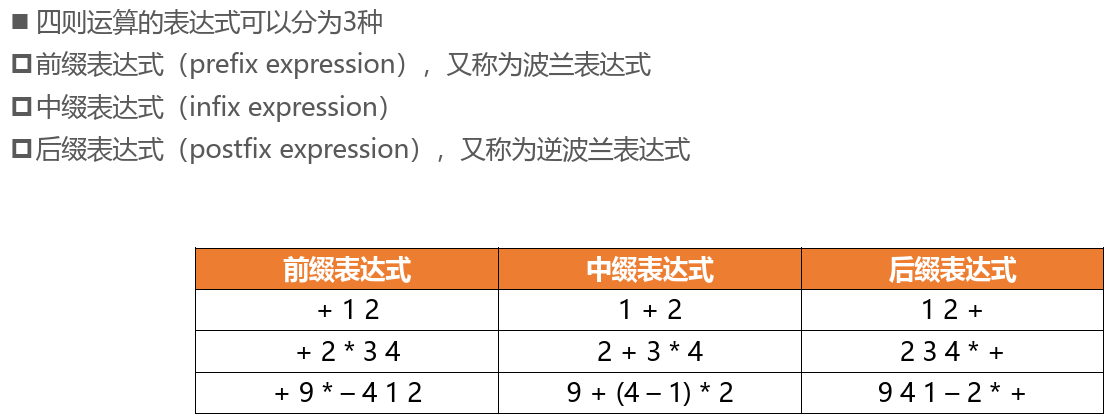 ■ 四则运算的表达式可以分为3种
前缀表达式（prefix expression），又称为波兰表达式
中缀表达式（infix expression）
后缀表达式（postfix expression），又称为逆波兰表达式
前缀表达式 中缀表达式 后缀表达式
+ 1 2 1 + 2 1 2 +
+ 2 * 3 4 2 + 3 * 4 2 3 4 * +
+ 9 * – 4 1 2 9 + (4 – 1) * 2 9 4 1 – 2 * +